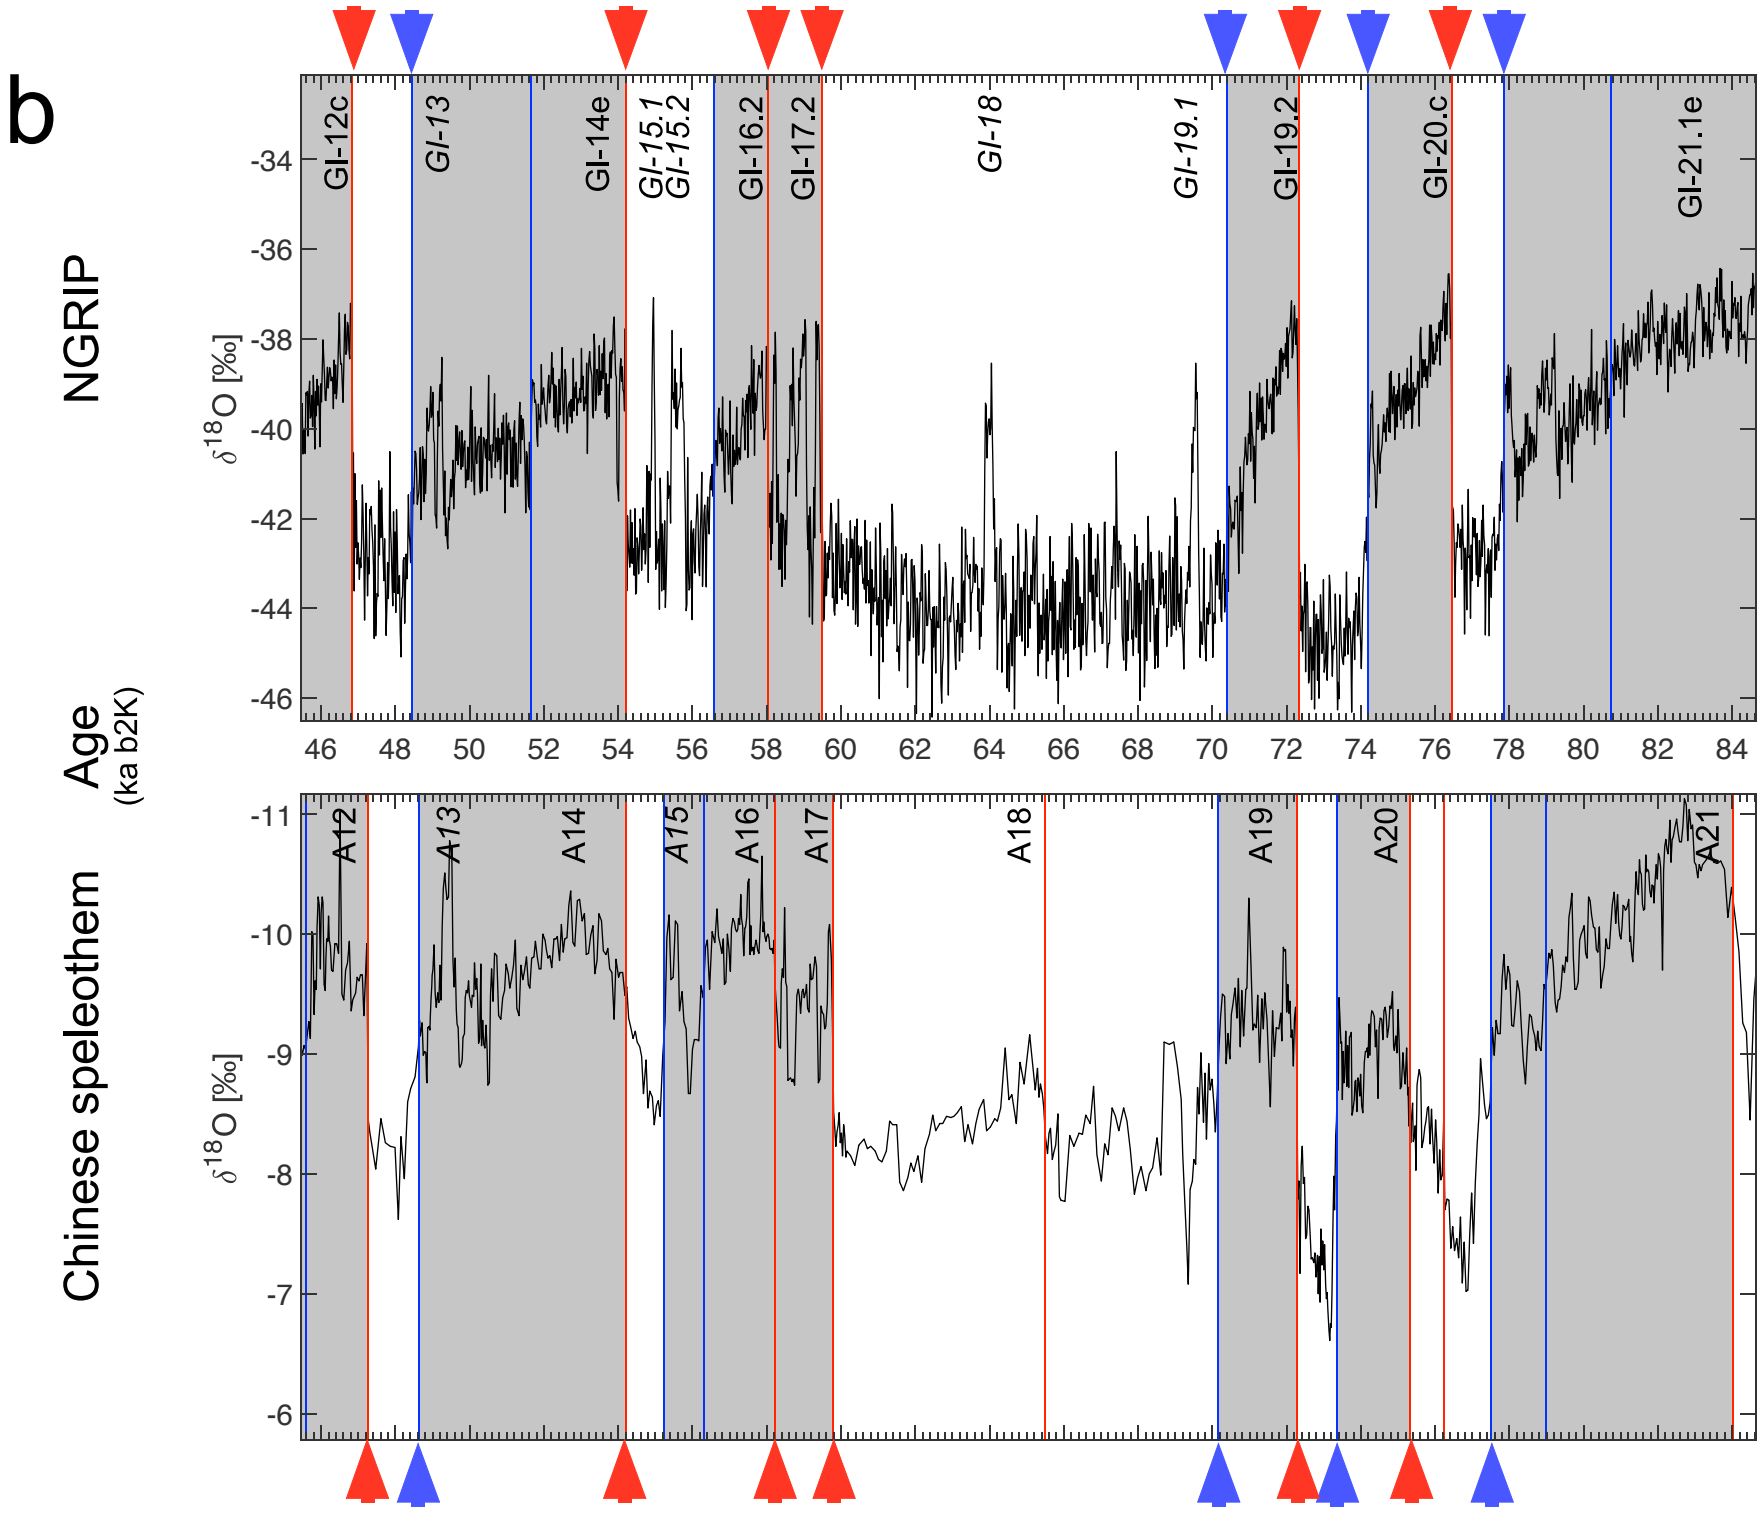 b
NGRIP
δ18O [‰]
-34
-36
-38
-40
-42
-44
-46
GI-12c
GI-13
GI-14e
GI-15.1
GI-15.2
GI-16.2
GI-17.2
GI-18
GI-19.1
GI-19.2
GI-20.c
GI-21.1e
Age
(ka b2K)
46 48 50 52 54 56 58 60 62 64 66 68 70 72 74 76 78 80 82 84
Chinese speleothem
δ18O [‰]
-11
-10
-9
-8
-7
-6
A12
A13
A14
A15
A16
A17
A18
A19
A20
A21